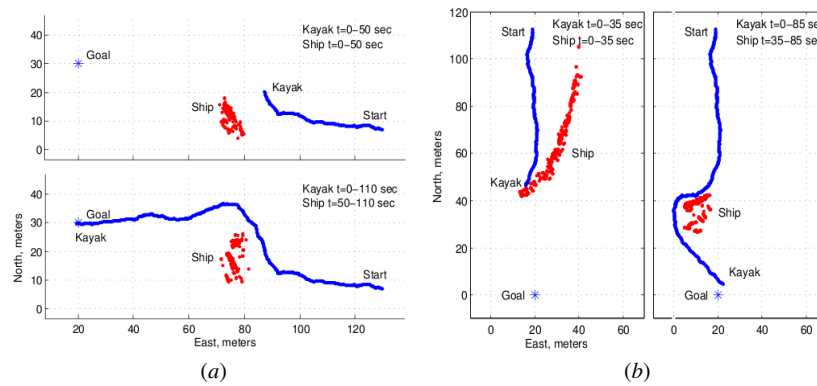 Kayak t=0–50 sec
Ship t=0–50 sec
Goal
Kayak
Ship
Start
40
30
20
10
0
Kayak t=0–110 sec
Ship t=50–110 sec
Goal
Kayak
Ship
Start
40
30
20
10
0
North, meters
20 40 60 80 100 120
East, meters
(a)
Kayak t=0–35 sec
Ship t=0–35 sec
Start
Ship
Kayak
Goal
120
100
80
60
40
20
0
North, meters
0 20 40 60
East, meters
Kayak t=0–85 sec
Ship t=35–85 sec
Start
Ship
Kayak
Goal
0 20 40 60
(b)